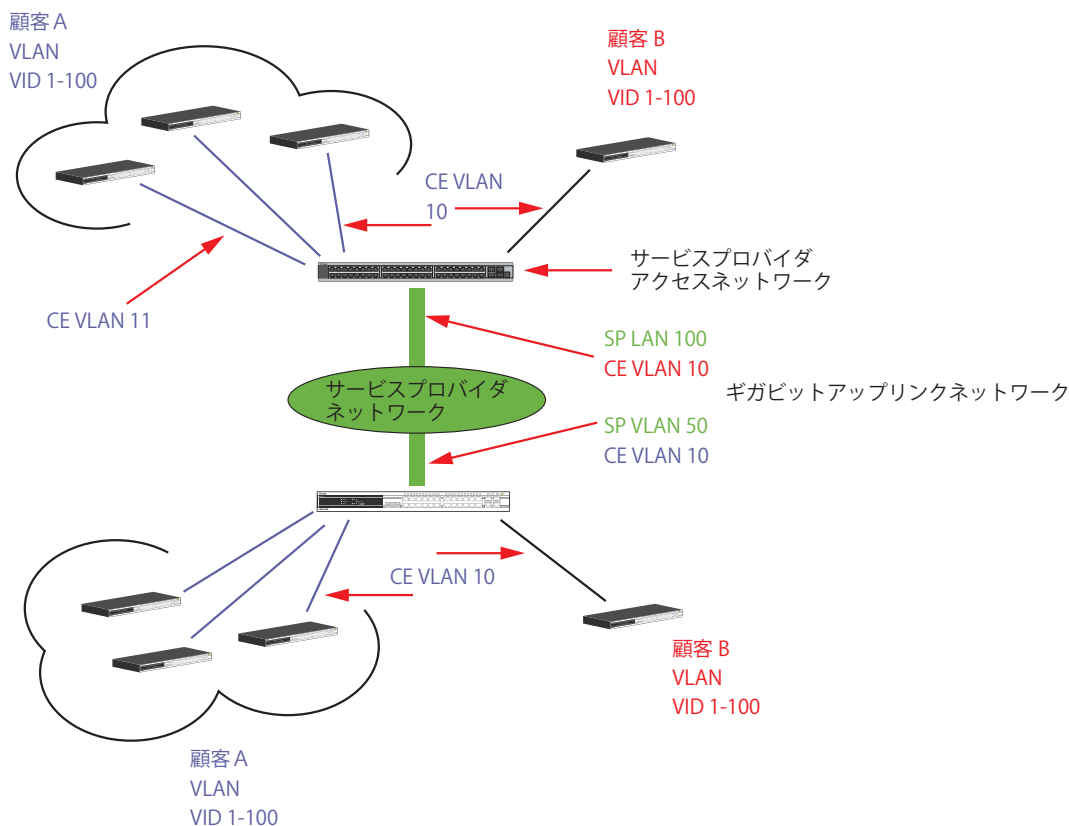 顧客 A
VLAN
VID 1-100
顧客 B
VLAN
VID 1-100
CE VLAN
10
サービスプロバイダ
アクセスネットワーク
CE VLAN 11
SP LAN 100
CE VLAN 10
サービスプロバイダ
ネットワーク
ギガビットアップリンクネットワーク
SP VLAN 50
CE VLAN 10
CE VLAN 10
顧客 B
VLAN
VID 1-100
顧客 A
VLAN
VID 1-100